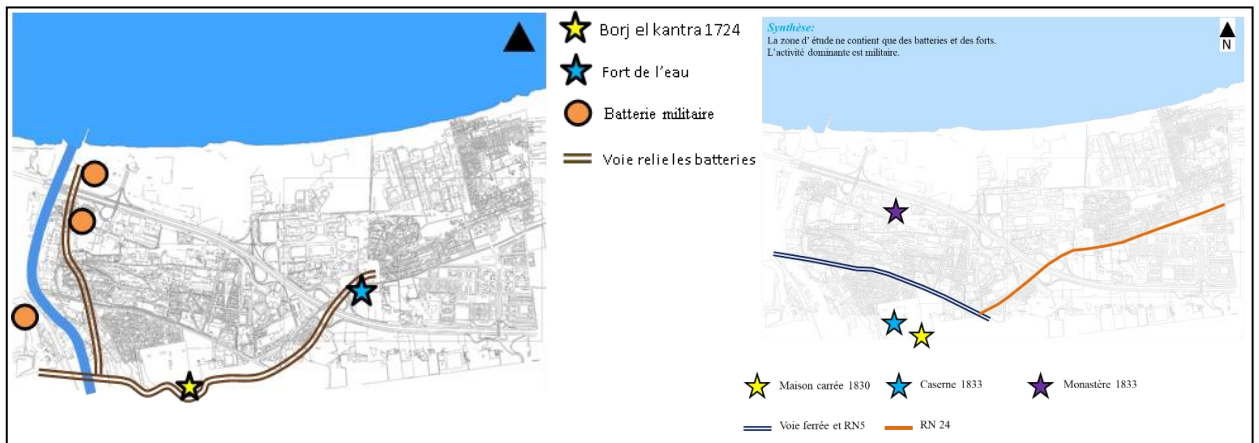 Borj el kantra 1724
Fort de l'eau
Batterie militaire
Voie relie les batteries
Synthèse:
La zone d' étude ne contient que des batteries et des forts.
L'activité dominante est militaire.
N
Maison carrée 1830
Caserne 1833
Monastère 1833
Voie ferrée et RN5
RN 24